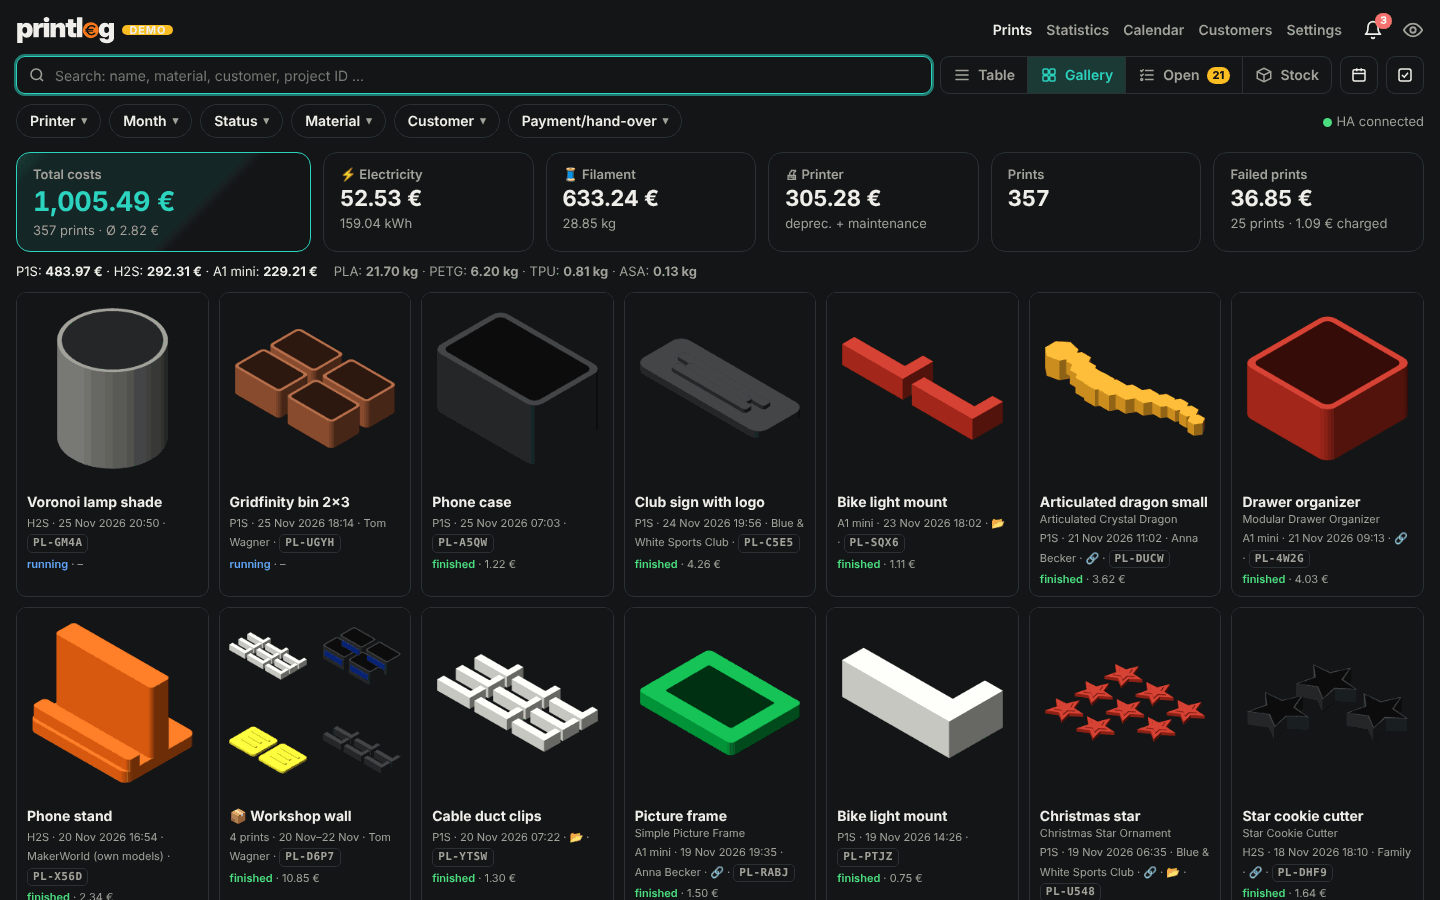 printlog DEMO
Prints Statistics Calendar Customers Settings 3
Search: name, material, customer, project ID ...
Table Gallery Open 21 Stock
Printer ▾ Month ▾ Status ▾ Material ▾ Customer ▾ Payment/hand-over ▾
HA connected
Total costs
1,005.49 €
357 prints · Ø 2.82 €
⚡ Electricity
52.53 €
159.04 kWh
🧵 Filament
633.24 €
28.85 kg
🖨 Printer
305.28 €
deprec. + maintenance
Prints
357
Failed prints
36.85 €
25 prints · 1.09 € charged
P1S: 483.97 € · H2S: 292.31 € · A1 mini: 229.21 € PLA: 21.70 kg · PETG: 6.20 kg · TPU: 0.81 kg · ASA: 0.13 kg
Voronoi lamp shade
H2S · 25 Nov 2026 20:50 ·
PL-GM4A
running · –
Gridfinity bin 2×3
P1S · 25 Nov 2026 18:14 · Tom
Wagner · PL-UGYH
running · –
Phone case
P1S · 25 Nov 2026 07:03 ·
PL-A5QW
finished · 1.22 €
Club sign with logo
P1S · 24 Nov 2026 19:56 · Blue &
White Sports Club · PL-C5E5
finished · 4.26 €
Bike light mount
A1 mini · 23 Nov 2026 18:02 · 📂
· PL-SQX6
finished · 1.11 €
Articulated dragon small
Articulated Crystal Dragon
P1S · 21 Nov 2026 11:02 · Anna
Becker · 🔗 · PL-DUCW
finished · 3.62 €
Drawer organizer
Modular Drawer Organizer
A1 mini · 21 Nov 2026 09:13 · 🔗
· PL-4W2G
finished · 4.03 €
Phone stand
H2S · 20 Nov 2026 16:54 ·
MakerWorld (own models) ·
PL-X56D
finished · 2.34 €
📦 Workshop wall
4 prints · 20 Nov–22 Nov · Tom
Wagner · PL-D6P7
finished · 10.85 €
Cable duct clips
P1S · 20 Nov 2026 07:22 · 📂 ·
PL-YTSW
finished · 1.30 €
Picture frame
Simple Picture Frame
A1 mini · 19 Nov 2026 19:35 ·
Anna Becker · 🔗 · PL-RABJ
finished · 1.50 €
Bike light mount
P1S · 19 Nov 2026 14:26 ·
PL-PTJZ
finished · 0.75 €
Christmas star
Christmas Star Ornament
P1S · 19 Nov 2026 06:35 · Blue &
White Sports Club · 🔗 · 📂 ·
PL-U548
Star cookie cutter
Star Cookie Cutter
H2S · 18 Nov 2026 18:10 · Family
· 🔗 · PL-DHF9
finished · 1.64 €